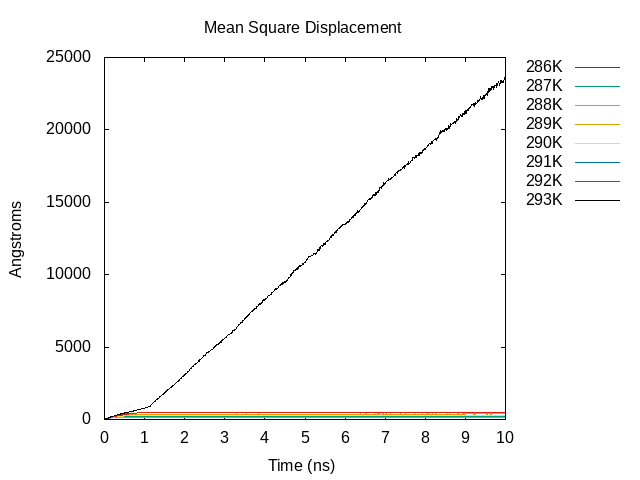 Mean Square Displacement
25000
20000
15000
10000
5000
0
Angstroms
0 1 2 3 4 5 6 7 8 9 10
Time (ns)
286K
287K
288K
289K
290K
291K
292K
293K